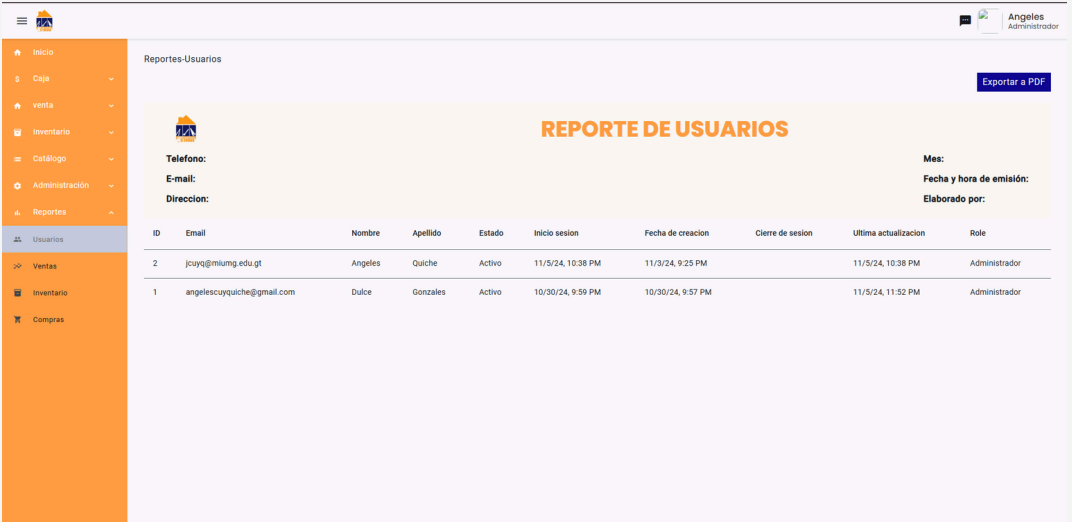 Angeles
Administrador
Inicio
Caja
venta
Inventario
Catálogo
Administración
Reportes
Usuarios
Ventas
Inventario
Compras
Reportes-Usuarios
Exportar a PDF
REPORTE DE USUARIOS
Telefono: Mes:
E-mail: Fecha y hora de emisión:
Direccion: Elaborado por:
ID Email Nombre Apellido Estado Inicio sesion Fecha de creacion Cierre de sesion Ultima actualizacion Role
2 jcuyq@miumg.edu.gt Angeles Quiche Activo 11/5/24, 10:38 PM 11/3/24, 9:25 PM 11/5/24, 10:38 PM Administrador
1 angelescuyquiche@gmail.com Dulce Gonzales Activo 10/30/24, 9:59 PM 10/30/24, 9:57 PM 11/5/24, 11:52 PM Administrador